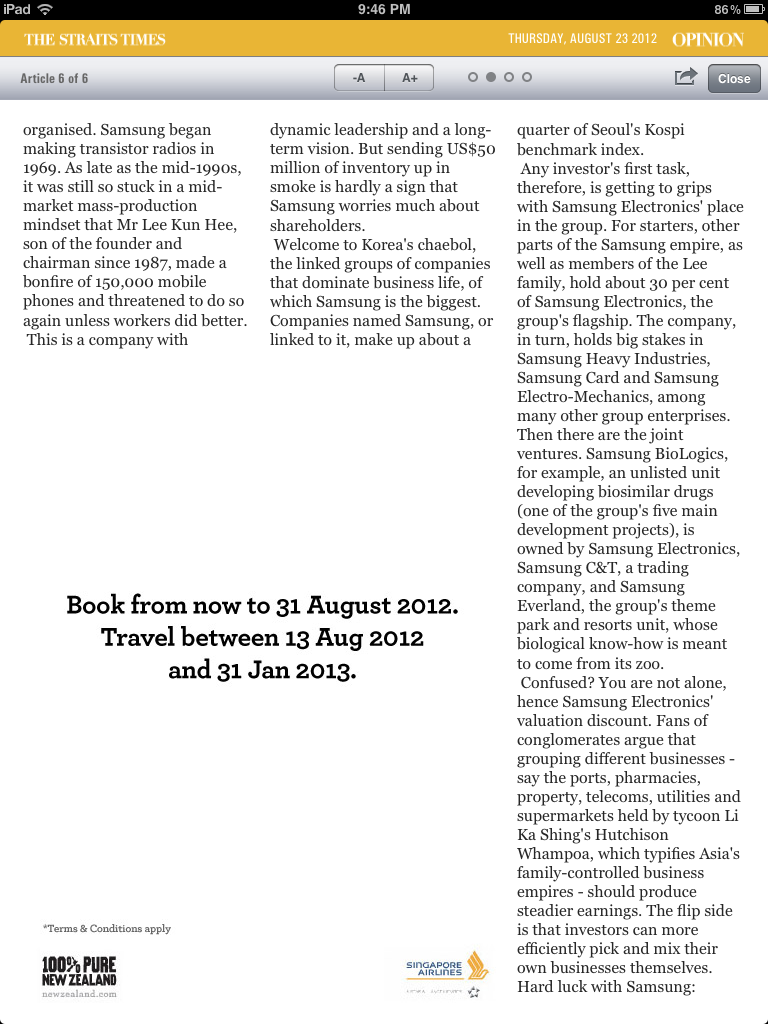 iPad
9:46 PM
86%
THE STRAITS TIMES
THURSDAY, AUGUST 23 2012
OPINION
Article 6 of 6
-A
A+
Close
organised. Samsung began
making transistor radios in
1969. As late as the mid-1990s,
it was still so stuck in a mid-
market mass-production
mindset that Mr Lee Kun Hee,
son of the founder and
chairman since 1987, made a
bonfire of 150,000 mobile
phones and threatened to do so
again unless workers did better.
This is a company with
dynamic leadership and a long-
term vision. But sending US$50
million of inventory up in
smoke is hardly a sign that
Samsung worries much about
shareholders.
Welcome to Korea's chaebol,
the linked groups of companies
that dominate business life, of
which Samsung is the biggest.
Companies named Samsung, or
linked to it, make up about a
quarter of Seoul's Kospi
benchmark index.
Any investor's first task,
therefore, is getting to grips
with Samsung Electronics' place
in the group. For starters, other
parts of the Samsung empire, as
well as members of the Lee
family, hold about 30 per cent
of Samsung Electronics, the
group's flagship. The company,
in turn, holds big stakes in
Samsung Heavy Industries,
Samsung Card and Samsung
Electro-Mechanics, among
many other group enterprises.
Then there are the joint
ventures. Samsung BioLogics,
for example, an unlisted unit
developing biosimilar drugs
(one of the group's five main
development projects), is
owned by Samsung Electronics,
Samsung C&T, a trading
company, and Samsung
Everland, the group's theme
park and resorts unit, whose
biological know-how is meant
to come from its zoo.
Confused? You are not alone,
hence Samsung Electronics'
valuation discount. Fans of
conglomerates argue that
grouping different businesses -
say the ports, pharmacies,
property, telecoms, utilities and
supermarkets held by tycoon Li
Ka Shing's Hutchison
Whampoa, which typifies Asia's
family-controlled business
empires - should produce
steadier earnings. The flip side
is that investors can more
efficiently pick and mix their
own businesses themselves.
Hard luck with Samsung:
Book from now to 31 August 2012.
Travel between 13 Aug 2012
and 31 Jan 2013.
*Terms & Conditions apply
100% PURE
NEW ZEALAND
newzealand.com
SINGAPORE
AIRLINES